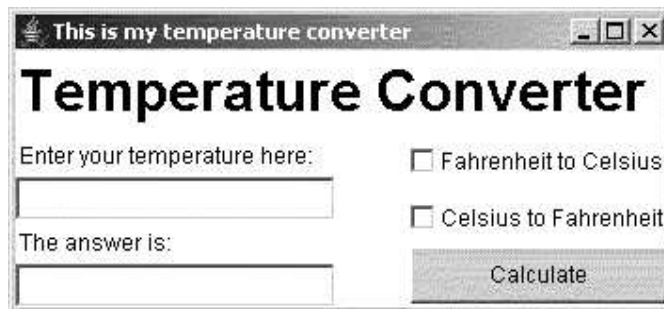 This is my temperature converter
Temperature Converter
Enter your temperature here:
Fahrenheit to Celsius
Celsius to Fahrenheit
The answer is:
Calculate